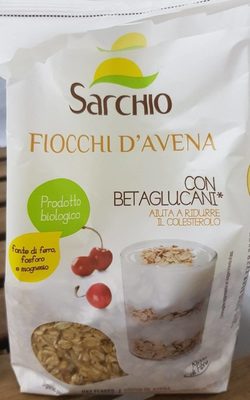 Sarchio
FIOCCHI D'AVENA
CON
BETAGLUCANI*
AIUTA A RIDURRE
IL COLESTEROLO
Prodotto
biologico
fonte di ferro,
fosforo
e magnesio